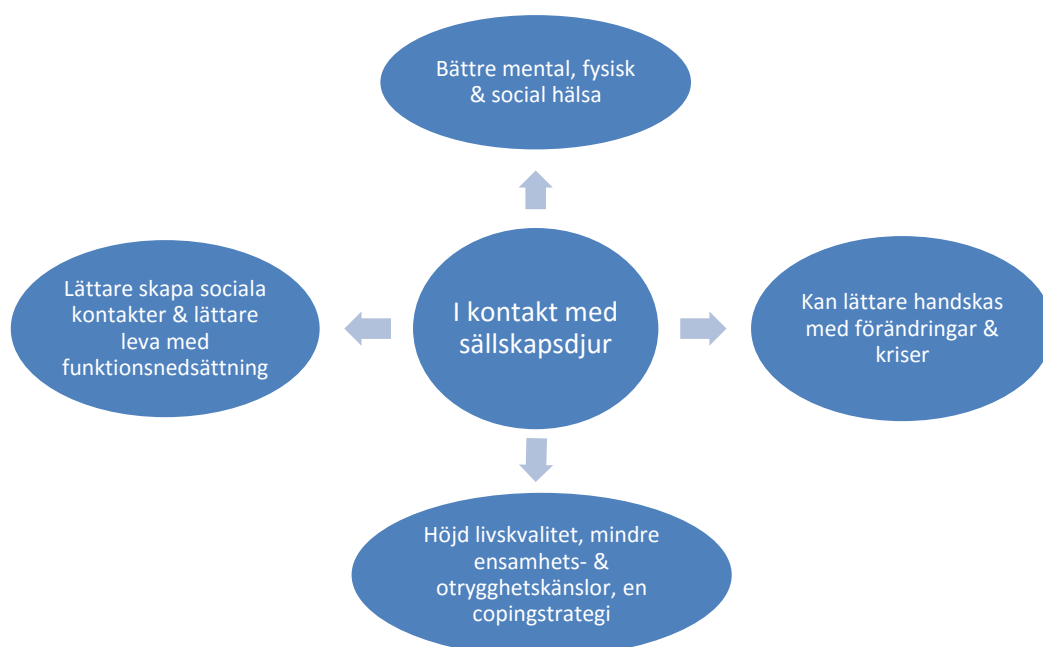 Bättre mental, fysisk
& social hälsa
Lättare skapa sociala
kontakter & lättare
leva med
funktionsnedsättning
I kontakt med
sällskapsdjur
Kan lättare handskas
med förändringar &
kriser
Höjd livskvalitet, mindre
ensamhets- &
otrygghetskänslor, en
copingstrategi